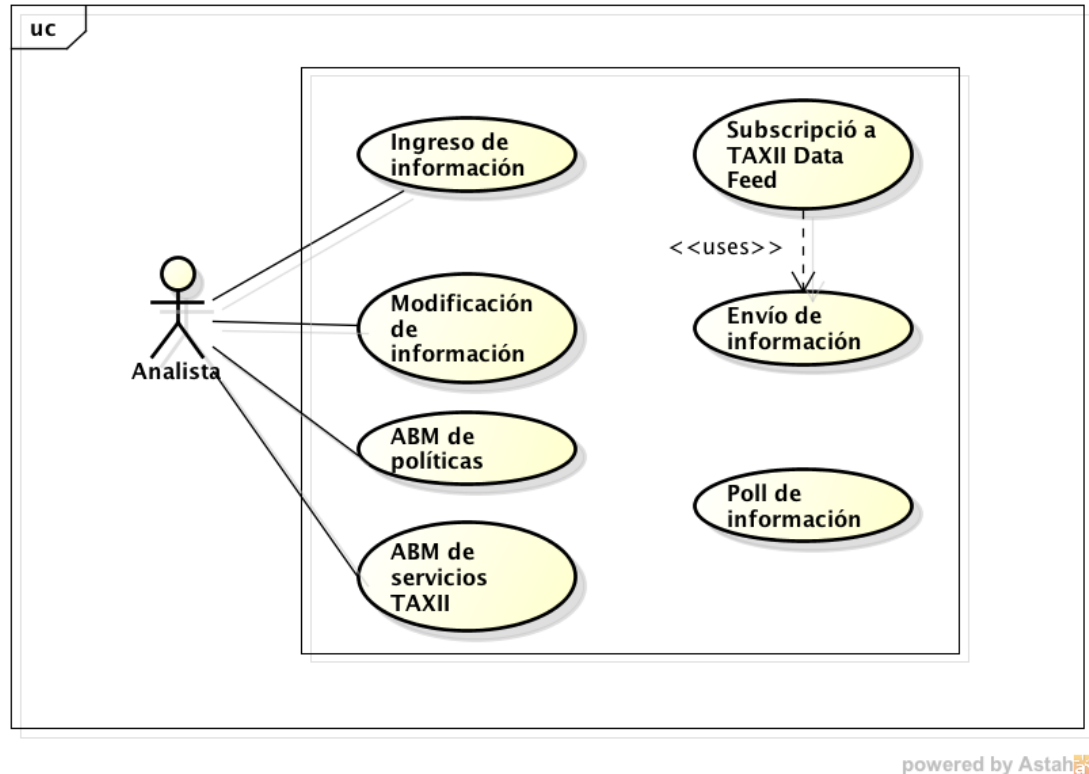 uc
Ingreso de
información
Subscripció a
TAXII Data
Feed
<<uses>>
Modificación
de
información
Envío de
información
Analista
ABM de
políticas
Poll de
información
ABM de
servicios
TAXII
powered by Astah